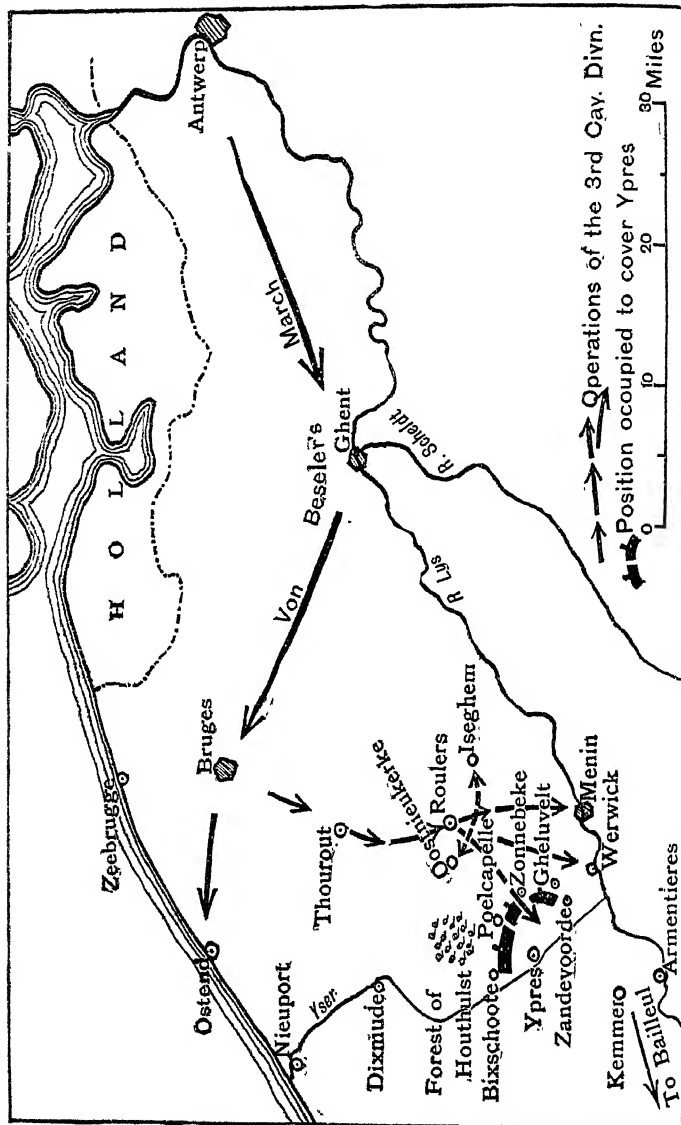 HOLLAND
Antwerp
Zeebrugge
March
Bruges
Ostend
Von
Beseler's
Ghent
Nieuport
Thourout
R. Scheldt
Yser.
Oostnieukerke
Roulers
R Lys
Iseghem
Dixmude
Forest of
Houthulst
Poelcapelle
Bixschoote
Zonnebeke
Gheluvelt
Menin
Ypres
Zandevoorde
Werwick
Kemmel
Armentieres
To Bailleul
Operations of the 3rd Cav. Divn.
Position occupied to cover Ypres
0 10 20 30 Miles